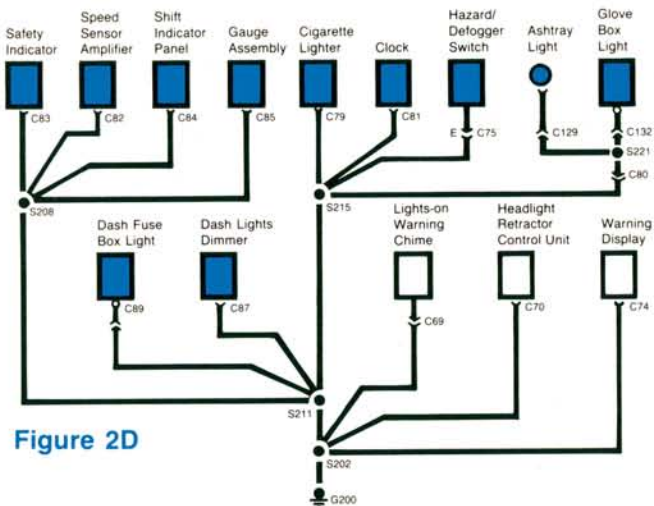 Safety
Indicator
Speed
Sensor
Amplifier
Shift
Indicator
Panel
Gauge
Assembly
Cigarette
Lighter
Clock
Hazard/
Defogger
Switch
Ashtray
Light
Glove
Box
Light
C83
C82
C84
C85
C79
C81
E
C75
C129
C132
S221
C80
S208
S215
Dash Fuse
Box Light
Dash Lights
Dimmer
Lights-on
Warning
Chime
Headlight
Retractor
Control Unit
Warning
Display
C89
C87
C69
C70
C74
S211
Figure 2D
S202
G200